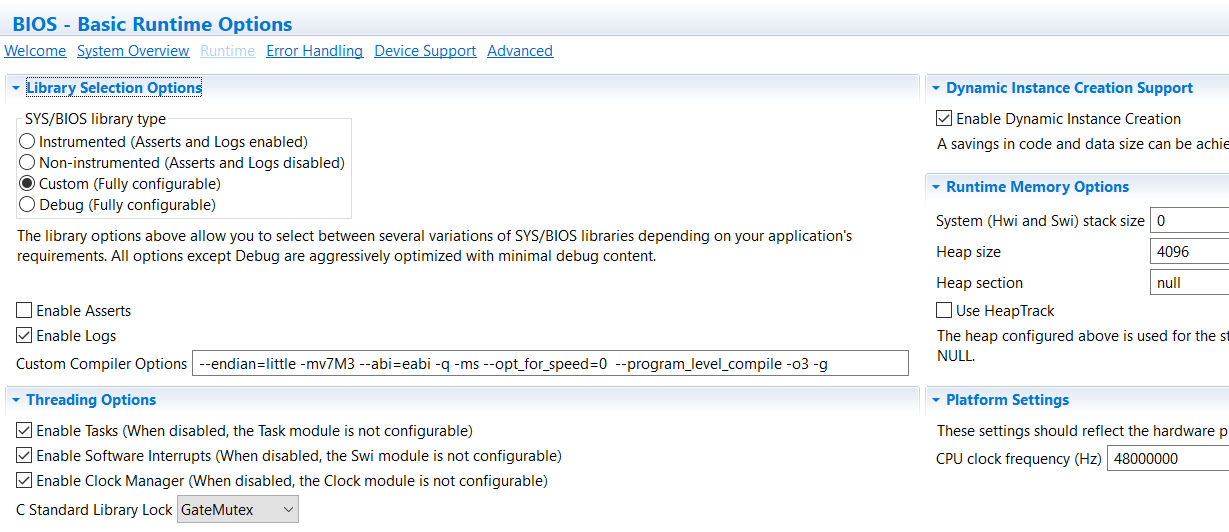 BIOS - Basic Runtime Options
Welcome System Overview Runtime Error Handling Device Support Advanced
Library Selection Options
SYS/BIOS library type
Instrumented (Asserts and Logs enabled)
Non-instrumented (Asserts and Logs disabled)
Custom (Fully configurable)
Debug (Fully configurable)
The library options above allow you to select between several variations of SYS/BIOS libraries depending on your application's
requirements. All options except Debug are aggressively optimized with minimal debug content.
Enable Asserts
Enable Logs
Custom Compiler Options --endian=little -mv7M3 --abi=eabi -q -ms --opt_for_speed=0  --program_level_compile -o3 -g
Threading Options
Enable Tasks (When disabled, the Task module is not configurable)
Enable Software Interrupts (When disabled, the Swi module is not configurable)
Enable Clock Manager (When disabled, the Clock module is not configurable)
C Standard Library Lock GateMutex
Dynamic Instance Creation Support
Enable Dynamic Instance Creation
A savings in code and data size can be achie
Runtime Memory Options
System (Hwi and Swi) stack size 0
Heap size 4096
Heap section null
Use HeapTrack
The heap configured above is used for the st
NULL.
Platform Settings
These settings should reflect the hardware p
CPU clock frequency (Hz) 48000000